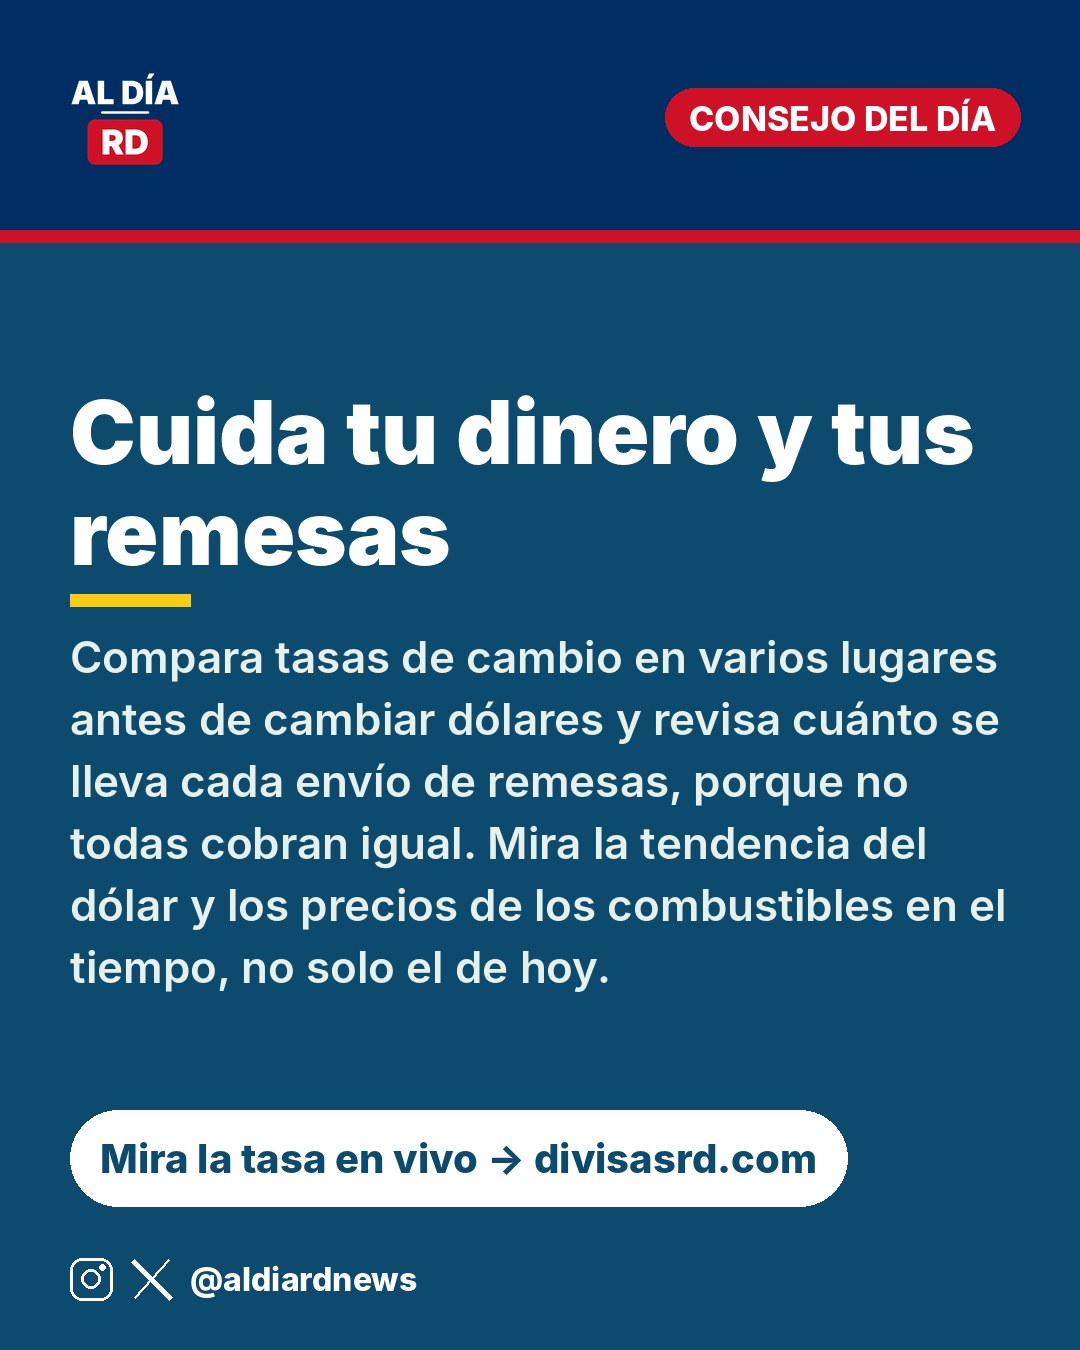 AL DÍA
RD
CONSEJO DEL DÍA
Cuida tu dinero y tus
remesas
Compara tasas de cambio en varios lugares
antes de cambiar dólares y revisa cuánto se
lleva cada envío de remesas, porque no
todas cobran igual. Mira la tendencia del
dólar y los precios de los combustibles en el
tiempo, no solo el de hoy.
Mira la tasa en vivo → divisasrd.com
@aldiardnews